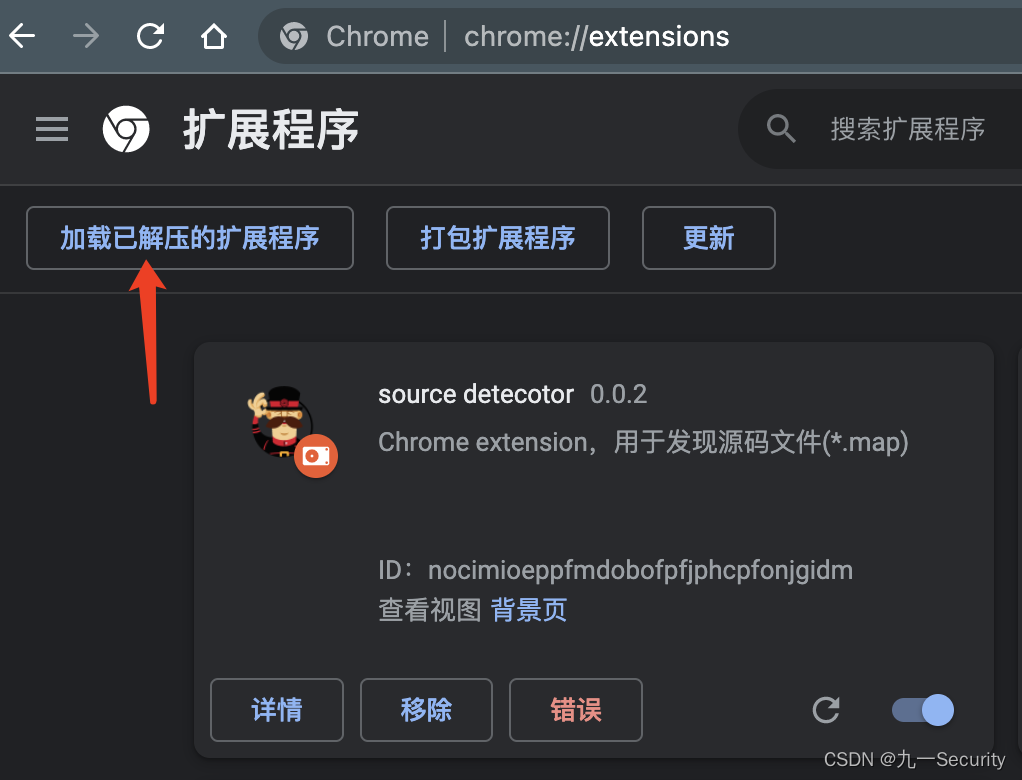 Chrome | chrome://extensions
扩展程序
搜索扩展程序
加载已解压的扩展程序
打包扩展程序
更新
source detecotor 0.0.2
Chrome extension，用于发现源码文件(*.map)
ID：nocimioeppfmdobofpfjphcpfonjgidm
查看视图 背景页
详情
移除
错误
CSDN @九一Security